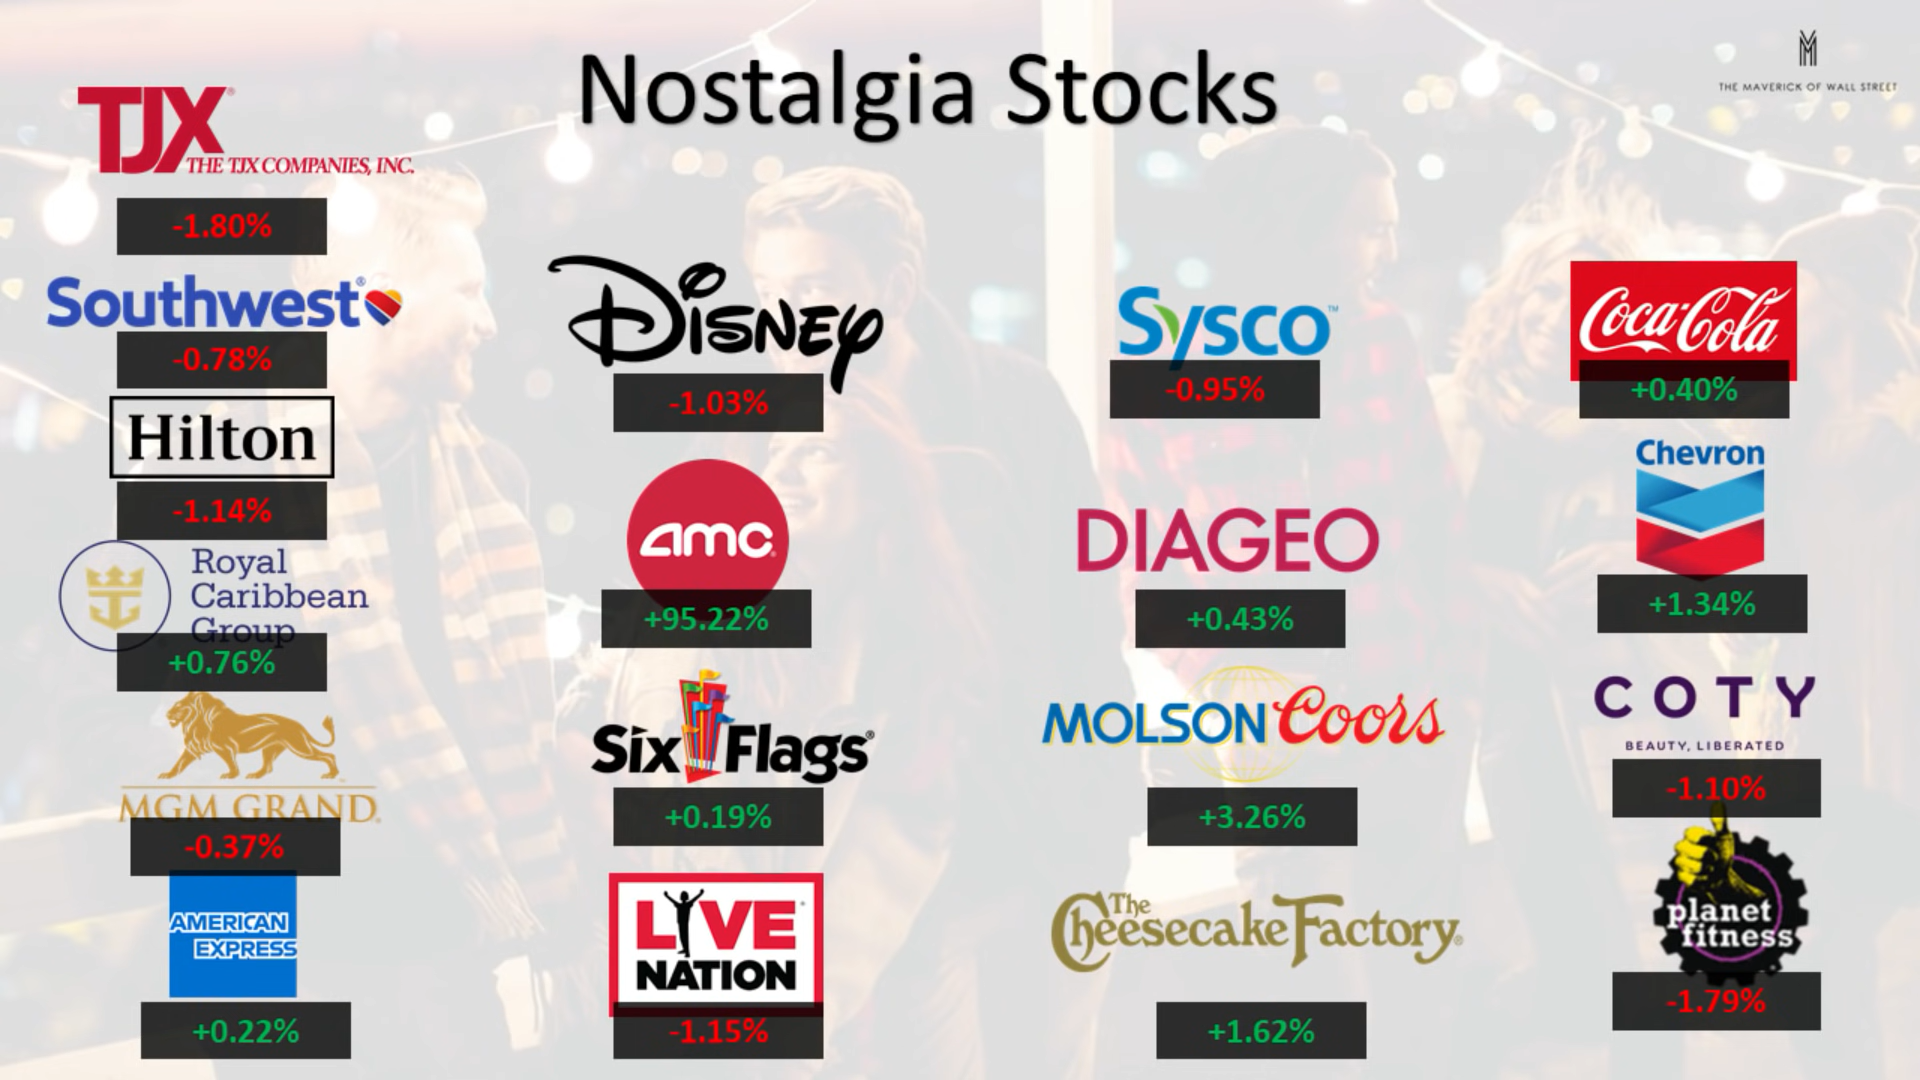 Nostalgia Stocks
THE MAVERICK OF WALL STREET
TJX
THE TJX COMPANIES, INC.
-1.80%
Southwest
-0.78%
Hilton
-1.14%
Royal
Caribbean
Group
+0.76%
MGM GRAND
-0.37%
AMERICAN
EXPRESS
+0.22%
DISNEY
-1.03%
amc
+95.22%
Six Flags
+0.19%
LIVE
NATION
-1.15%
Sysco
-0.95%
DIAGEO
+0.43%
MOLSON Coors
+3.26%
The
Cheesecake Factory
+1.62%
Coca-Cola
+0.40%
Chevron
+1.34%
COTY
BEAUTY, LIBERATED
-1.10%
planet
fitness
-1.79%